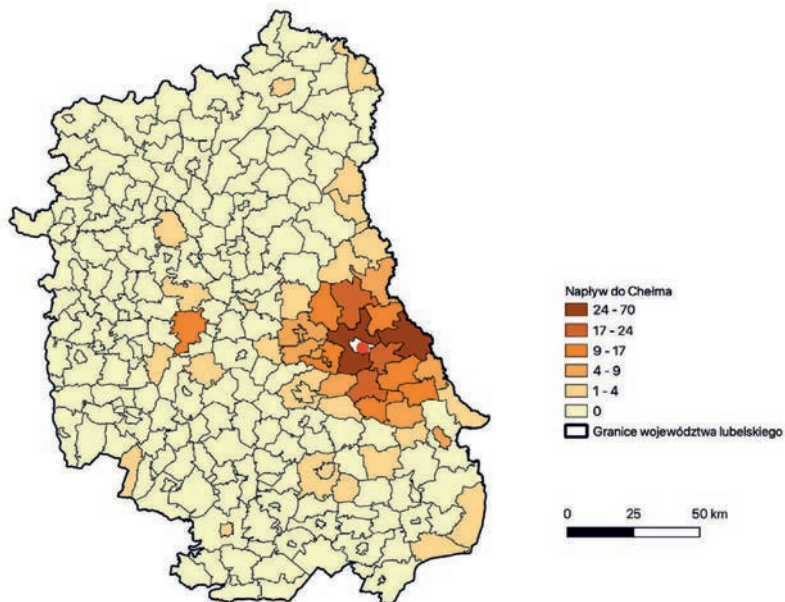 Napływ do Chełma
24 - 70
17 - 24
9 - 17
4 - 9
1 - 4
0
Granice województwa lubelskiego
0 25 50 km